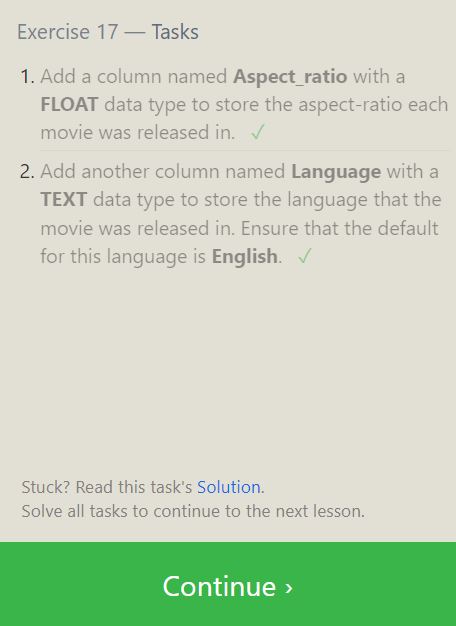 Exercise 17 — Tasks
1. Add a column named Aspect_ratio with a
FLOAT data type to store the aspect-ratio each
movie was released in. ✓
2. Add another column named Language with a
TEXT data type to store the language that the
movie was released in. Ensure that the default
for this language is English. ✓
Stuck? Read this task's Solution.
Solve all tasks to continue to the next lesson.
Continue ›